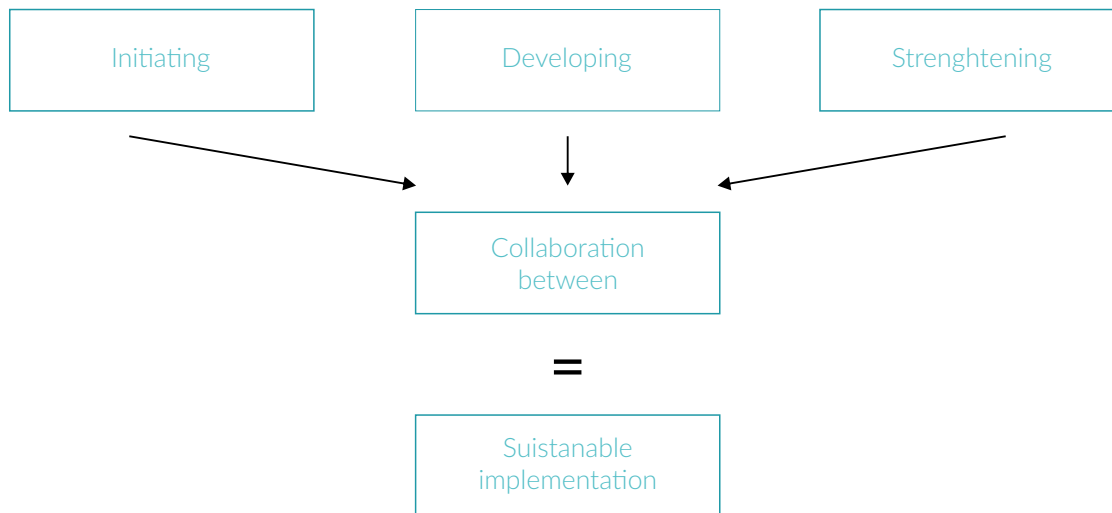 Initiating
Developing
Strenghtening
Collaboration
between
=
Suistanable
implementation